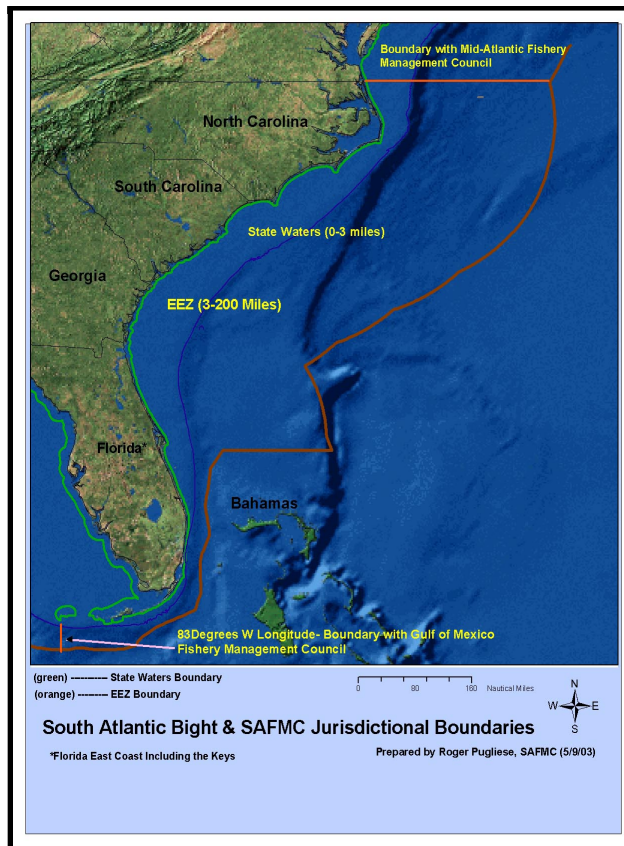 Boundary with Mid-Atlantic Fishery
Management Council
North Carolina
South Carolina
State Waters (0-3 miles)
Georgia
EEZ (3-200 Miles)
Florida*
Bahamas
83Degrees W Longitude- Boundary with Gulf of Mexico
Fishery Management Council
(green) ----------- State Waters Boundary
(orange) --------- EEZ Boundary
0 80 160 Nautical Miles
N
W E
S
South Atlantic Bight & SAFMC Jurisdictional Boundaries
*Florida East Coast Including the Keys
Prepared by Roger Pugliese, SAFMC (5/9/03)